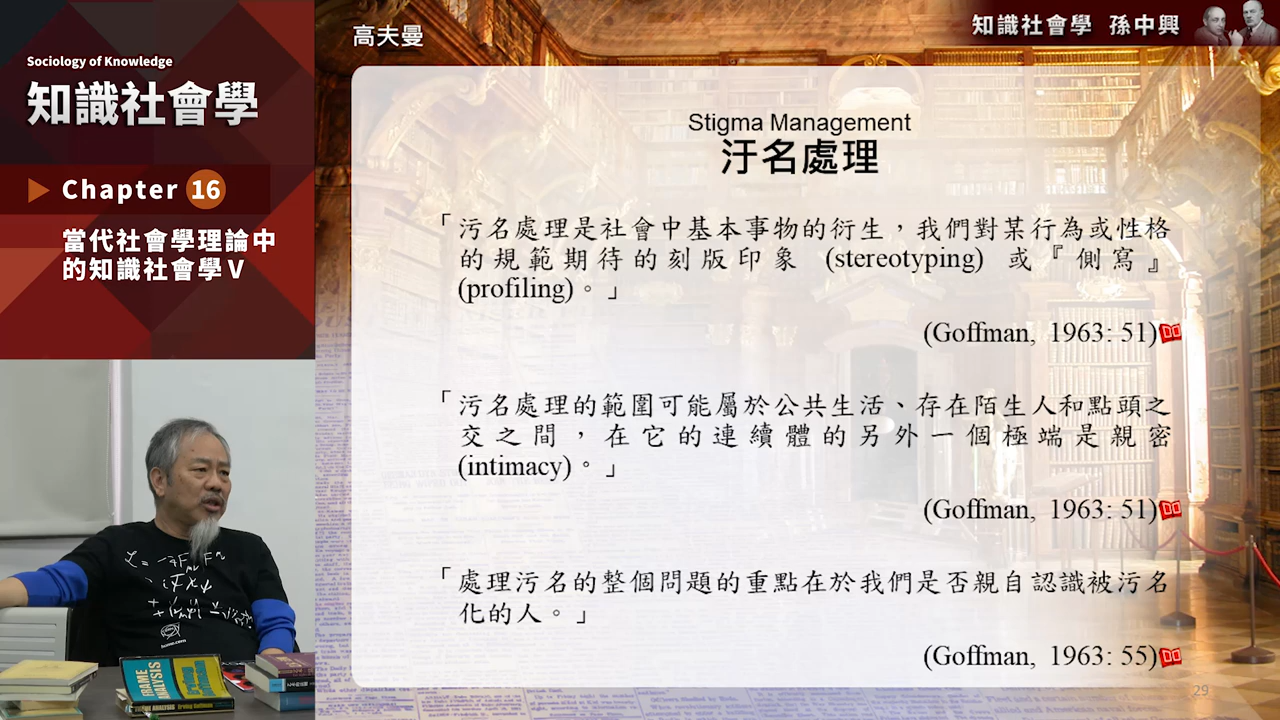 Sociology of Knowledge
知識社會學
Chapter 16
當代社會學理論中
的知識社會學 V
高夫曼
知識社會學 孫中興
Stigma Management
汙名處理
「污名處理是社會中基本事物的衍生，我們對某行為或性格
的規範期待的刻版印象 (stereotyping) 或『側寫』
(profiling)。」
(Goffman, 1963: 51)
「污名處理的範圍可能屬於公共生活、存在陌生人和點頭之
交之間，在它的連續體的另外一個極端是親密
(intimacy)。」
(Goffman, 1963: 51)
「處理污名的整個問題的重點在於我們是否親自認識被污名
化的人。」
(Goffman, 1963: 55)
29
FRAME
ANALYSIS